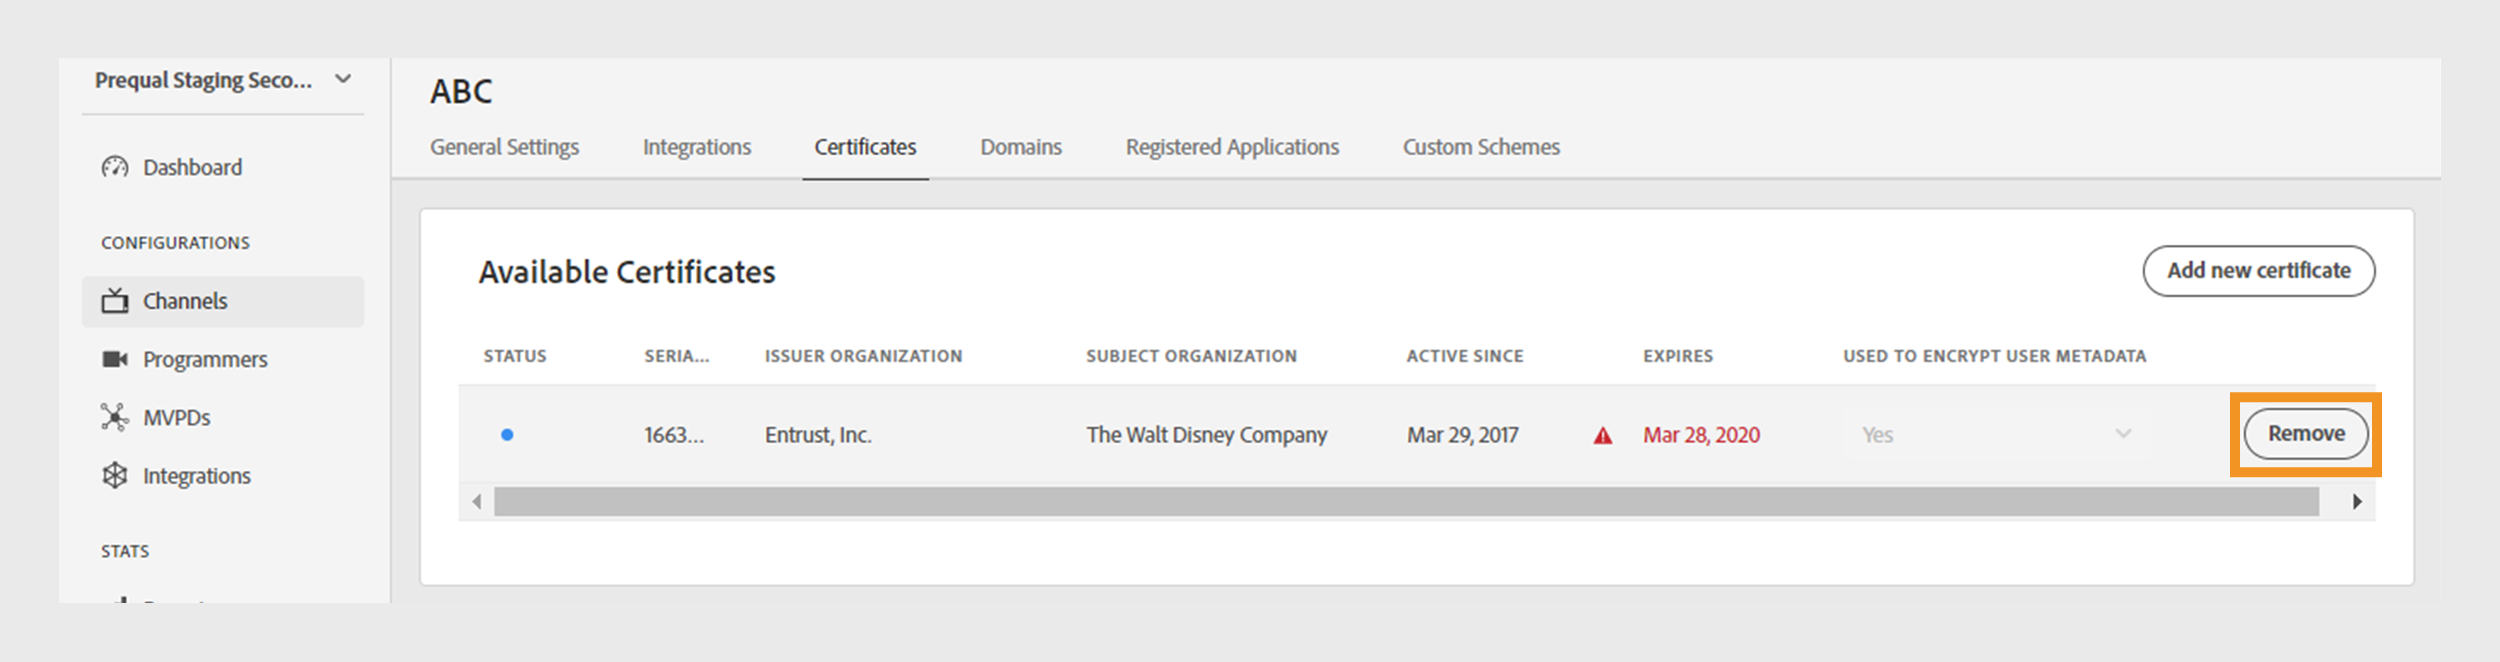 Prequal Staging Seco...
Dashboard
CONFIGURATIONS
Channels
Programmers
MVPDs
Integrations
STATS
ABC
General Settings
Integrations
Certificates
Domains
Registered Applications
Custom Schemes
Available Certificates
Add new certificate
STATUS SERIA... ISSUER ORGANIZATION SUBJECT ORGANIZATION ACTIVE SINCE EXPIRES USED TO ENCRYPT USER METADATA
1663... Entrust, Inc. The Walt Disney Company Mar 29, 2017 Mar 28, 2020 Yes Remove